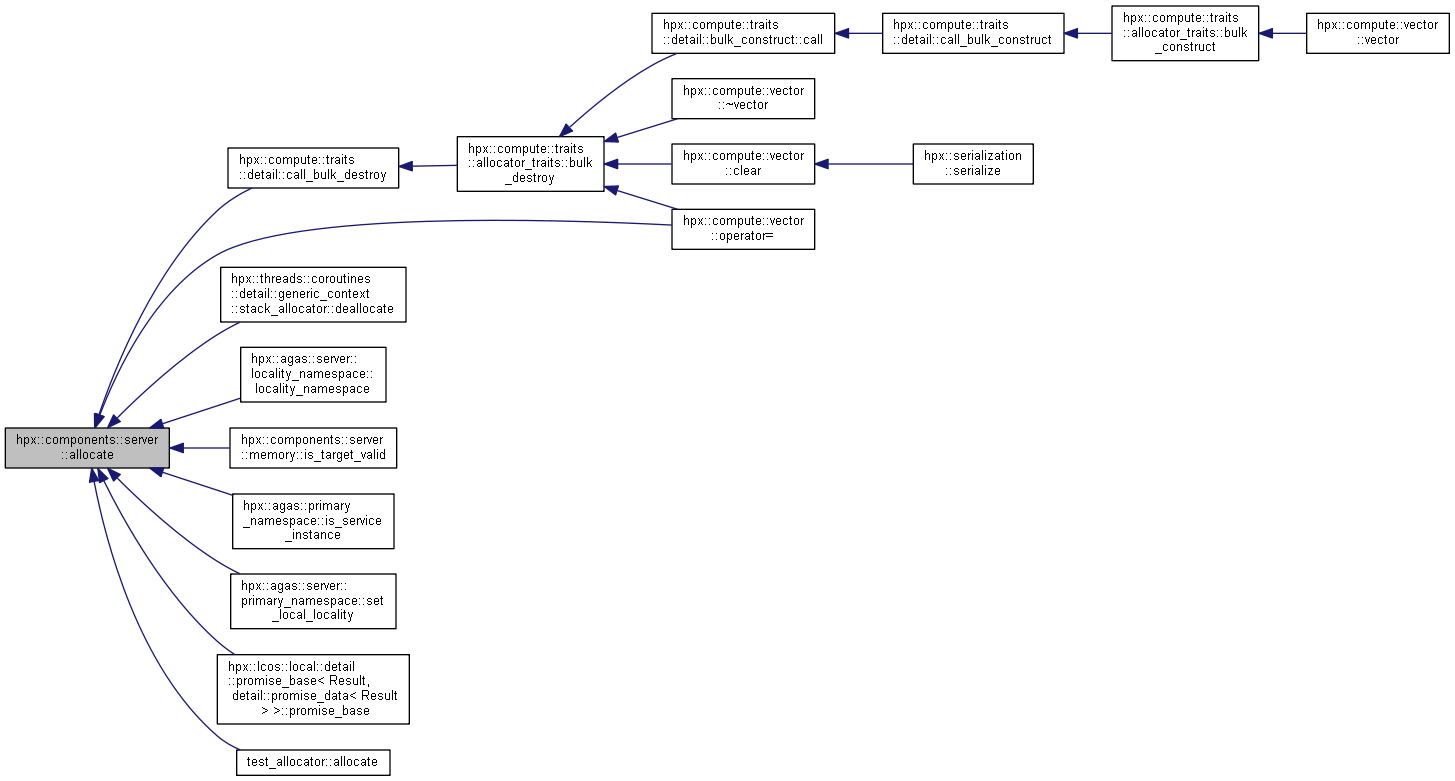 hpx::compute::traits
::detail::bulk_construct::call
hpx::compute::traits
::detail::call_bulk_construct
hpx::compute::traits
::allocator_traits::bulk
_construct
hpx::compute::vector
::vector
hpx::compute::vector
::~vector
hpx::compute::traits
::detail::call_bulk_destroy
hpx::compute::traits
::allocator_traits::bulk
_destroy
hpx::compute::vector
::clear
hpx::serialization
::serialize
hpx::compute::vector
::operator=
hpx::threads::coroutines
::detail::generic_context
::stack_allocator::deallocate
hpx::agas::server::
locality_namespace::
locality_namespace
hpx::components::server
::allocate
hpx::components::server
::memory::is_target_valid
hpx::agas::primary
_namespace::is_service
_instance
hpx::agas::server::
primary_namespace::set
_local_locality
hpx::lcos::local::detail
::promise_base< Result,
detail::promise_data< Result
> >::promise_base
test_allocator::allocate